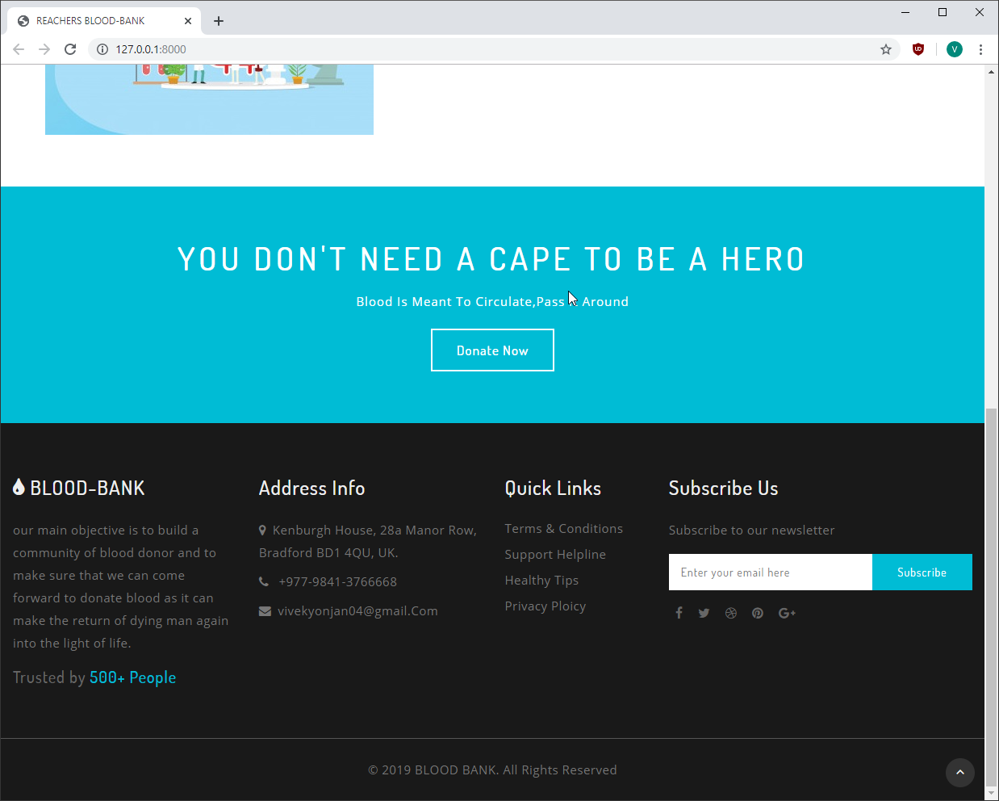 REACHERS BLOOD-BANK
127.0.0.1:8000
V
YOU DON'T NEED A CAPE TO BE A HERO
Blood Is Meant To Circulate,Pass Around
Donate Now
BLOOD-BANK
our main objective is to build a
community of blood donor and to
make sure that we can come
forward to donate blood as it can
make the return of dying man again
into the light of life.
Trusted by 500+ People
Address Info
Kenburgh House, 28a Manor Row,
Bradford BD1 4QU, UK.
+977-9841-3766668
vivekyonjan04@gmail.Com
Quick Links
Terms & Conditions
Support Helpline
Healthy Tips
Privacy Ploicy
Subscribe Us
Subscribe to our newsletter
Enter your email here
Subscribe
© 2019 BLOOD BANK. All Rights Reserved